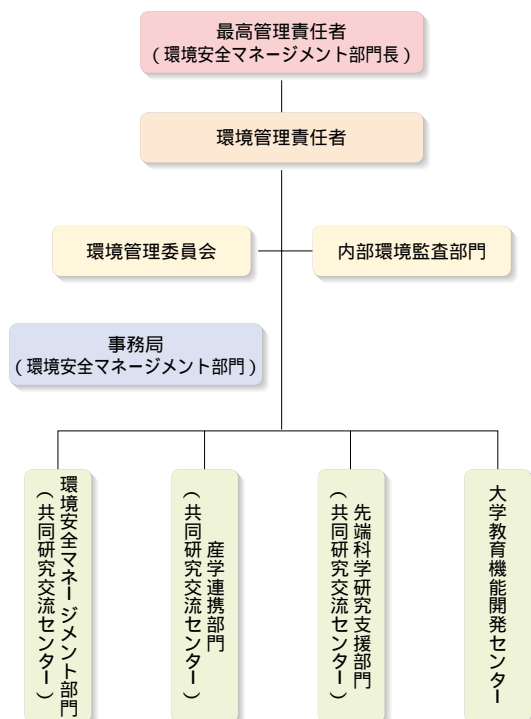 最高管理責任者
（環境安全マネージメント部門長）
環境管理責任者
環境管理委員会
内部環境監査部門
事務局
（環境安全マネージメント部門）
環境安全マネージメント部門
（共同研究交流センター）
産学連携部門
（共同研究交流センター）
先端科学研究支援部門
（共同研究交流センター）
大学教育機能開発センター